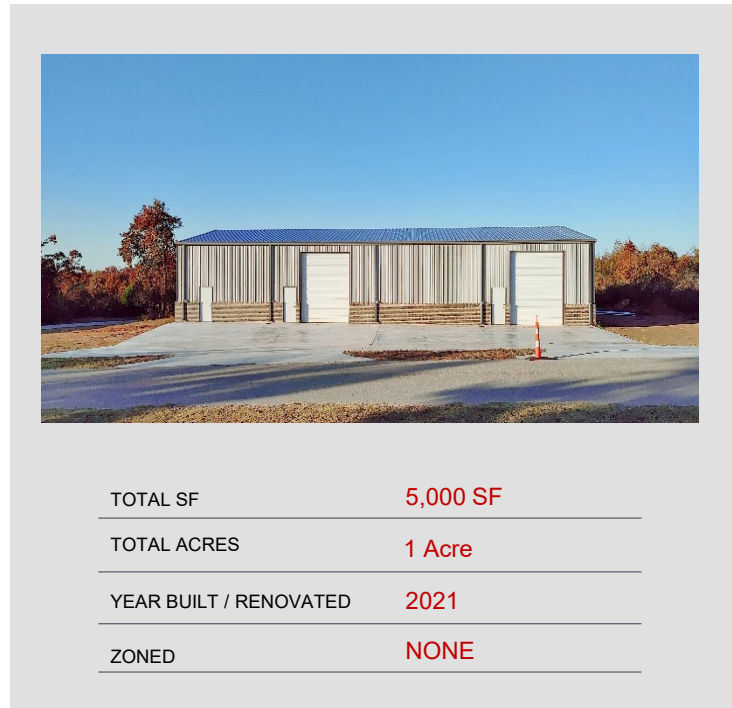 TOTAL SF 5,000 SF
TOTAL ACRES 1 Acre
YEAR BUILT / RENOVATED 2021
ZONED NONE